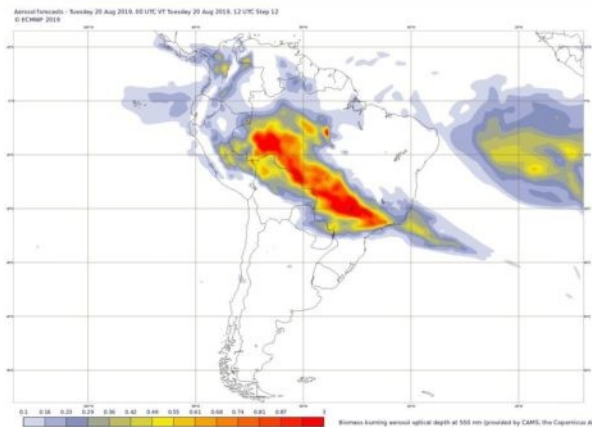 Aerosol forecasts - Tuesday 20 Aug 2019, 00 UTC VT Tuesday 20 Aug 2019, 12 UTC Step 12
© ECMWF 2019
0.1 0.16 0.23 0.29 0.36 0.42 0.48 0.55 0.61 0.68 0.74 0.81 0.87 1
Biomass burning aerosol optical depth at 550 nm (provided by CAMS, the Copernicus A